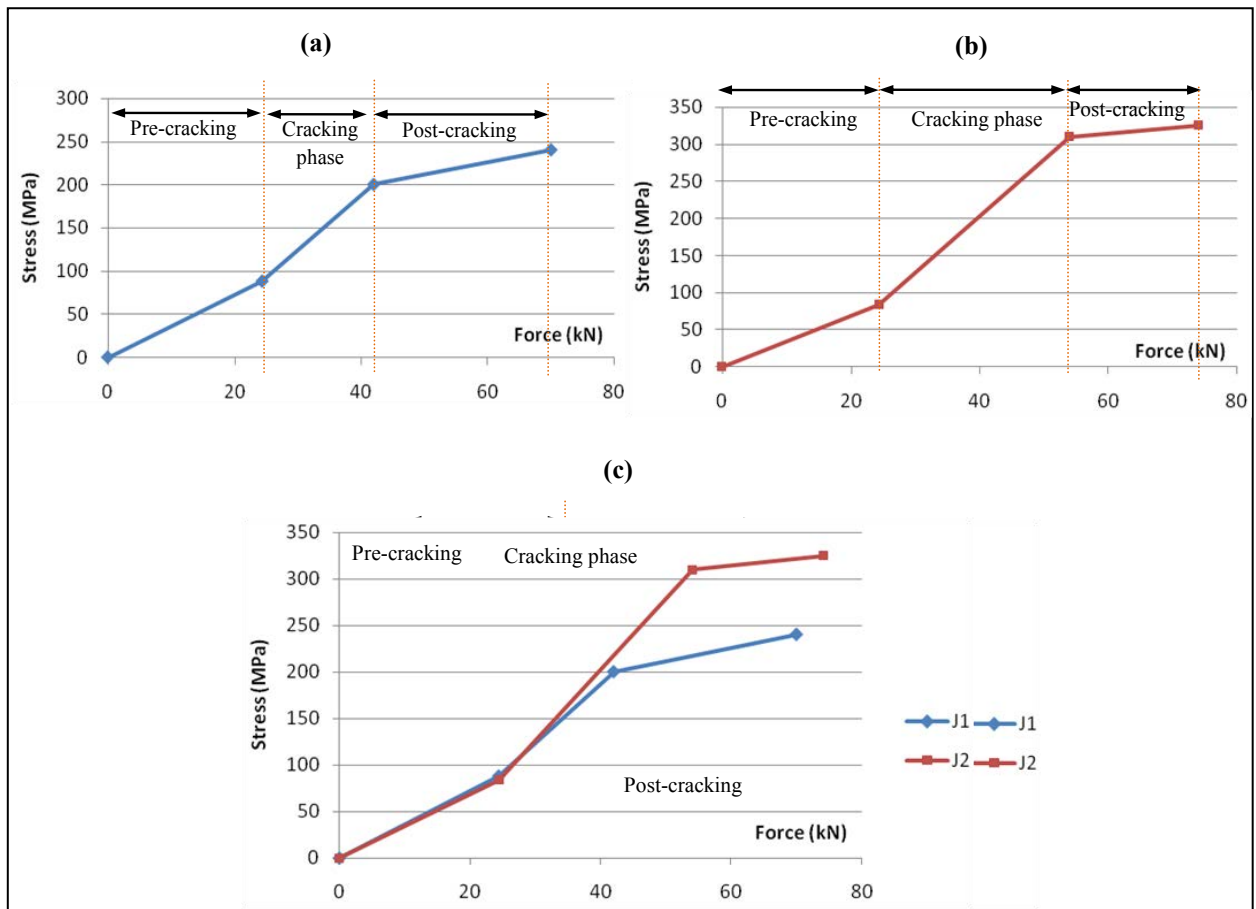 (a)
300
250
200
150
100
50
0
Stress (MPa)
Pre-cracking
Cracking
phase
Post-cracking
Force (kN)
0 20 40 60 80
(b)
350
300
250
200
150
100
50
0
Stress (MPa)
Pre-cracking
Cracking phase
Post-cracking
Force (kN)
0 20 40 60 80
(c)
350
300
250
200
150
100
50
0
Stress (MPa)
Pre-cracking
Cracking phase
Post-cracking
Force (kN)
0 20 40 60 80
J1 J1
J2 J2